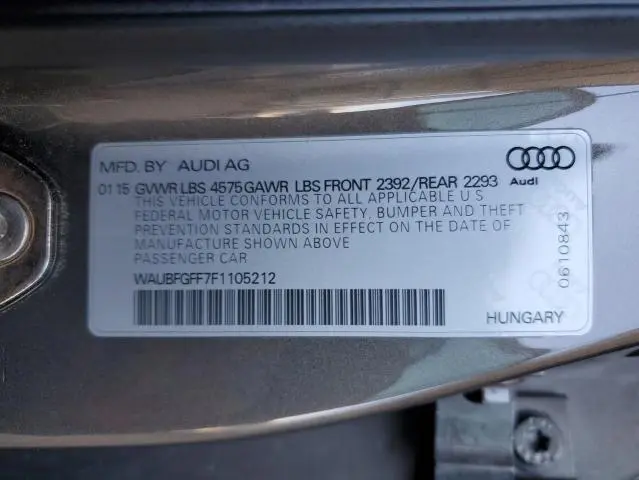 MFD. BY AUDI AG
01 15 GVWR LBS 4575 GAWR LBS FRONT 2392/REAR 2293
Audi
THIS VEHICLE CONFORMS TO ALL APPLICABLE U S
FEDERAL MOTOR VEHICLE SAFETY, BUMPER AND THEFT
PREVENTION STANDARDS IN EFFECT ON THE DATE OF
MANUFACTURE SHOWN ABOVE
PASSENGER CAR
WAUBFGFF7F1105212
0610843
HUNGARY